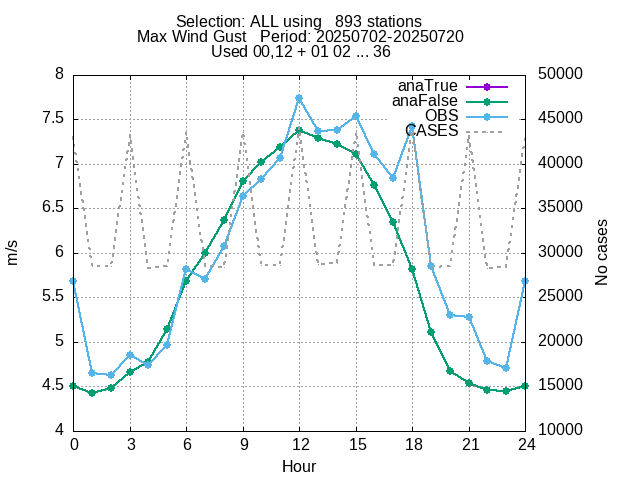 Selection: ALL using   893 stations
Max Wind Gust   Period: 20250702-20250720
Used 00,12 + 01 02 ... 36
8
7.5
7
6.5
6
5.5
5
4.5
4
m/s
anaTrue
anaFalse
OBS
CASES
50000
45000
40000
35000
30000
25000
20000
15000
10000
No cases
0 3 6 9 12 15 18 21 24
Hour